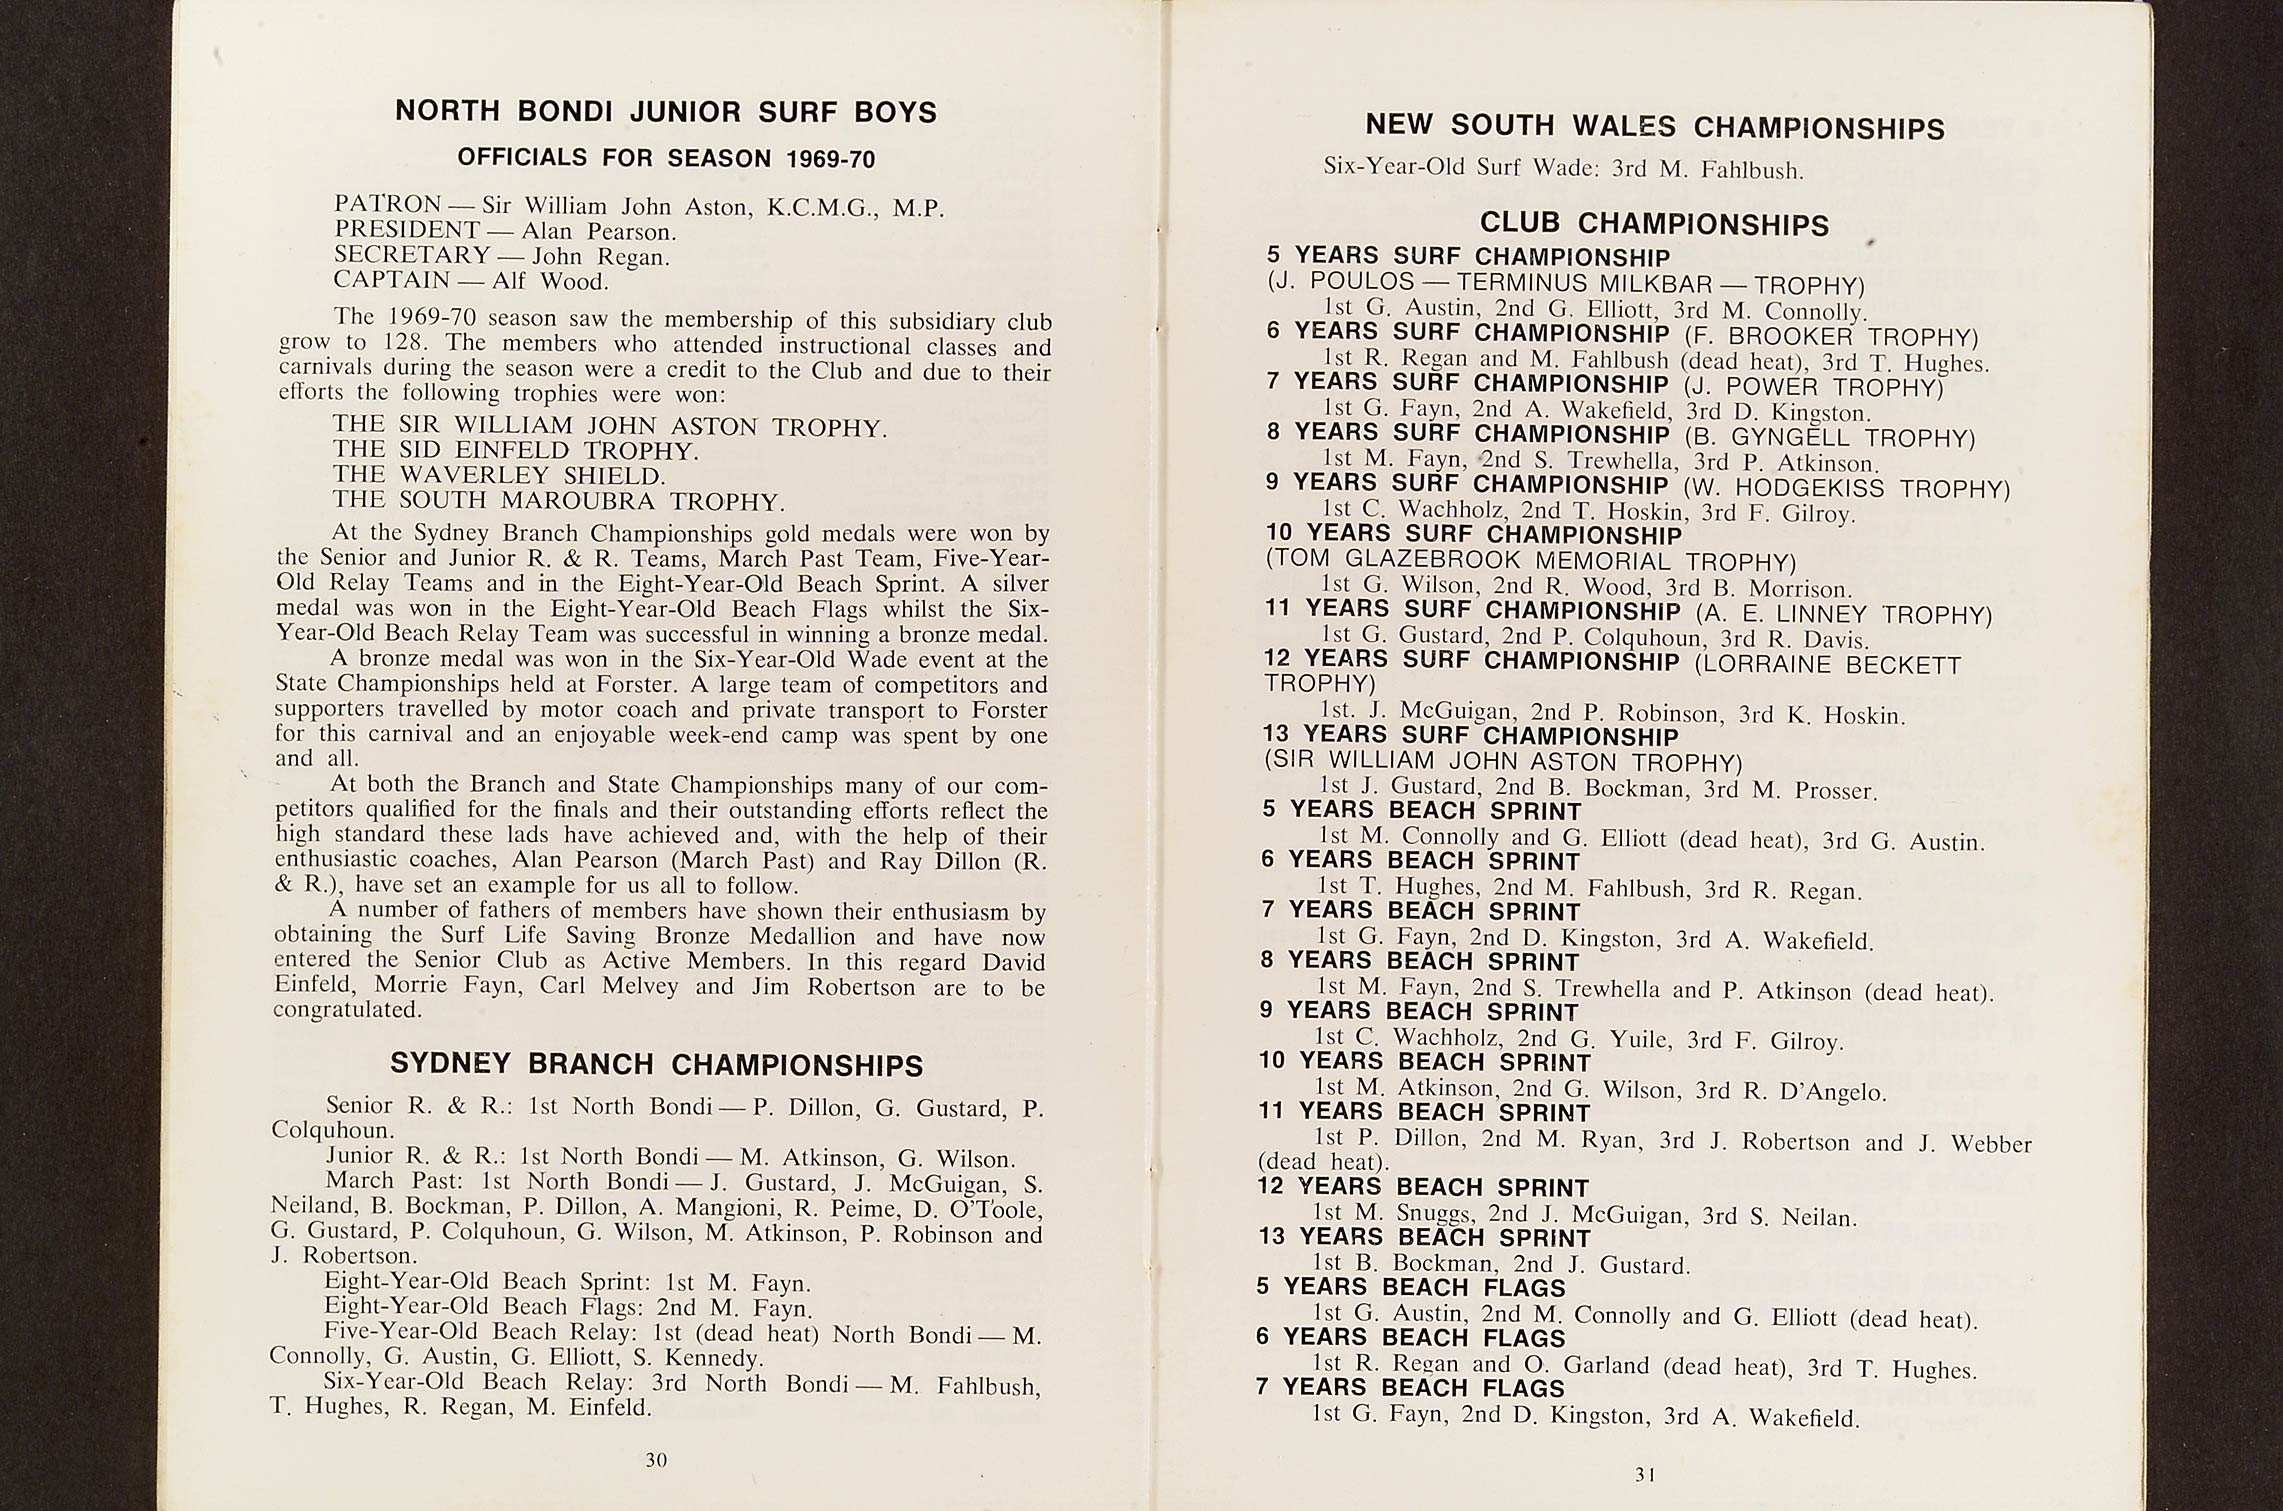 NORTH BONDI JUNIOR SURF BOYS
OFFICIALS FOR SEASON 1969-70
PATRON — Sir William John Aston, K.C.M.G., M.P.
PRESIDENT — Alan Pearson.
SECRETARY — John Regan.
CAPTAIN — Alf Wood.
The 1969-70 season saw the membership of this subsidiary club
grow to 128. The members who attended instructional classes and
carnivals during the season were a credit to the Club and due to their
efforts the following trophies were won:
THE SIR WILLIAM JOHN ASTON TROPHY.
THE SID EINFELD TROPHY.
THE WAVERLEY SHIELD.
THE SOUTH MAROUBRA TROPHY.
At the Sydney Branch Championships gold medals were won by
the Senior and Junior R. & R. Teams, March Past Team, Five-Year-
Old Relay Teams and in the Eight-Year-Old Beach Sprint. A silver
medal was won in the Eight-Year-Old Beach Flags whilst the Six-
Year-Old Beach Relay Team was successful in winning a bronze medal.
A bronze medal was won in the Six-Year-Old Wade event at the
State Championships held at Forster. A large team of competitors and
supporters travelled by motor coach and private transport to Forster
for this carnival and an enjoyable week-end camp was spent by one
and all.
At both the Branch and State Championships many of our com-
petitors qualified for the finals and their outstanding efforts reflect the
high standard these lads have achieved and, with the help of their
enthusiastic coaches, Alan Pearson (March Past) and Ray Dillon (R.
& R.), have set an example for us all to follow.
A number of fathers of members have shown their enthusiasm by
obtaining the Surf Life Saving Bronze Medallion and have now
entered the Senior Club as Active Members. In this regard David
Einfeld, Morrie Fayn, Carl Melvey and Jim Robertson are to be
congratulated.
SYDNEY BRANCH CHAMPIONSHIPS
Senior R. & R.: 1st North Bondi — P. Dillon, G. Gustard, P.
Colquhoun.
Junior R. & R.: 1st North Bondi — M. Atkinson, G. Wilson.
March Past: 1st North Bondi — J. Gustard, J. McGuigan, S.
Neiland, B. Bockman, P. Dillon, A. Mangioni, R. Peime, D. O'Toole,
G. Gustard, P. Colquhoun, G. Wilson, M. Atkinson, P. Robinson and
J. Robertson.
Eight-Year-Old Beach Sprint: 1st M. Fayn.
Eight-Year-Old Beach Flags: 2nd M. Fayn.
Five-Year-Old Beach Relay: 1st (dead heat) North Bondi — M.
Connolly, G. Austin, G. Elliott, S. Kennedy.
Six-Year-Old Beach Relay: 3rd North Bondi — M. Fahlbush,
T. Hughes, R. Regan, M. Einfeld.
30
NEW SOUTH WALES CHAMPIONSHIPS
Six-Year-Old Surf Wade: 3rd M. Fahlbush.
CLUB CHAMPIONSHIPS
5 YEARS SURF CHAMPIONSHIP
(J. POULOS — TERMINUS MILKBAR — TROPHY)
1st G. Austin, 2nd G. Elliott, 3rd M. Connolly.
6 YEARS SURF CHAMPIONSHIP (F. BROOKER TROPHY)
1st R. Regan and M. Fahlbush (dead heat), 3rd T. Hughes.
7 YEARS SURF CHAMPIONSHIP (J. POWER TROPHY)
1st G. Fayn, 2nd A. Wakefield, 3rd D. Kingston.
8 YEARS SURF CHAMPIONSHIP (B. GYNGELL TROPHY)
1st M. Fayn, 2nd S. Trewhella, 3rd P. Atkinson.
9 YEARS SURF CHAMPIONSHIP (W. HODGEKISS TROPHY)
1st C. Wachholz, 2nd T. Hoskin, 3rd F. Gilroy.
10 YEARS SURF CHAMPIONSHIP
(TOM GLAZEBROOK MEMORIAL TROPHY)
1st G. Wilson, 2nd R. Wood, 3rd B. Morrison.
11 YEARS SURF CHAMPIONSHIP (A. E. LINNEY TROPHY)
1st G. Gustard, 2nd P. Colquhoun, 3rd R. Davis.
12 YEARS SURF CHAMPIONSHIP (LORRAINE BECKETT
TROPHY)
1st. J. McGuigan, 2nd P. Robinson, 3rd K. Hoskin.
13 YEARS SURF CHAMPIONSHIP
(SIR WILLIAM JOHN ASTON TROPHY)
1st J. Gustard, 2nd B. Bockman, 3rd M. Prosser.
5 YEARS BEACH SPRINT
1st M. Connolly and G. Elliott (dead heat), 3rd G. Austin.
6 YEARS BEACH SPRINT
1st T. Hughes, 2nd M. Fahlbush, 3rd R. Regan.
7 YEARS BEACH SPRINT
1st G. Fayn, 2nd D. Kingston, 3rd A. Wakefield.
8 YEARS BEACH SPRINT
1st M. Fayn, 2nd S. Trewhella and P. Atkinson (dead heat).
9 YEARS BEACH SPRINT
1st C. Wachholz, 2nd G. Yuile, 3rd F. Gilroy.
10 YEARS BEACH SPRINT
1st M. Atkinson, 2nd G. Wilson, 3rd R. D'Angelo.
11 YEARS BEACH SPRINT
1st P. Dillon, 2nd M. Ryan, 3rd J. Robertson and J. Webber
(dead heat).
12 YEARS BEACH SPRINT
1st M. Snuggs, 2nd J. McGuigan, 3rd S. Neilan.
13 YEARS BEACH SPRINT
1st B. Bockman, 2nd J. Gustard.
5 YEARS BEACH FLAGS
1st G. Austin, 2nd M. Connolly and G. Elliott (dead heat).
6 YEARS BEACH FLAGS
1st R. Regan and O. Garland (dead heat), 3rd T. Hughes.
7 YEARS BEACH FLAGS
1st G. Fayn, 2nd D. Kingston, 3rd A. Wakefield.
31